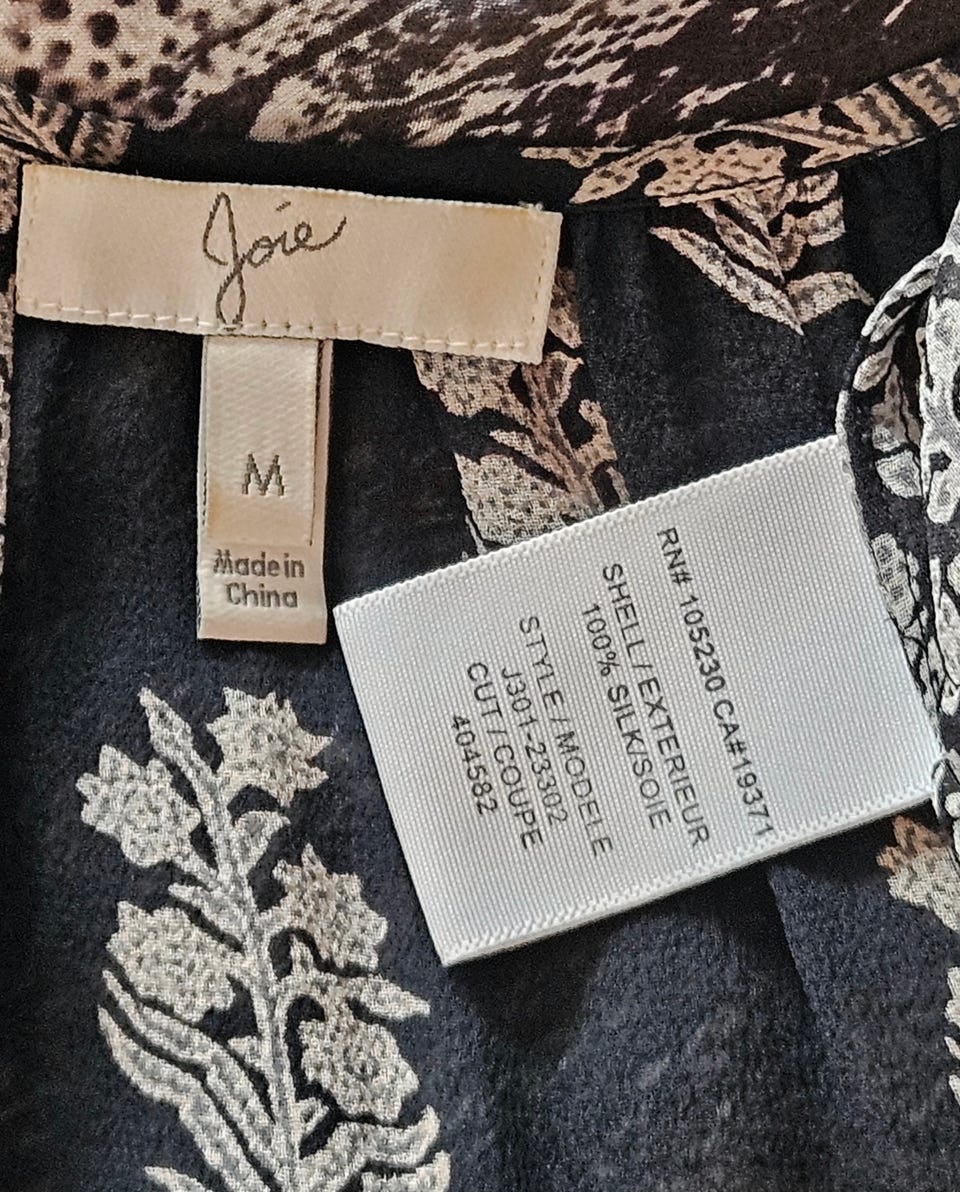 Joie
M
Made in
China
RN# 105230 CA#19371
SHELL / EXTERIEUR
100% SILK/SOIE
STYLE / MODELE
J301-23302
CUT / COUPE
404582